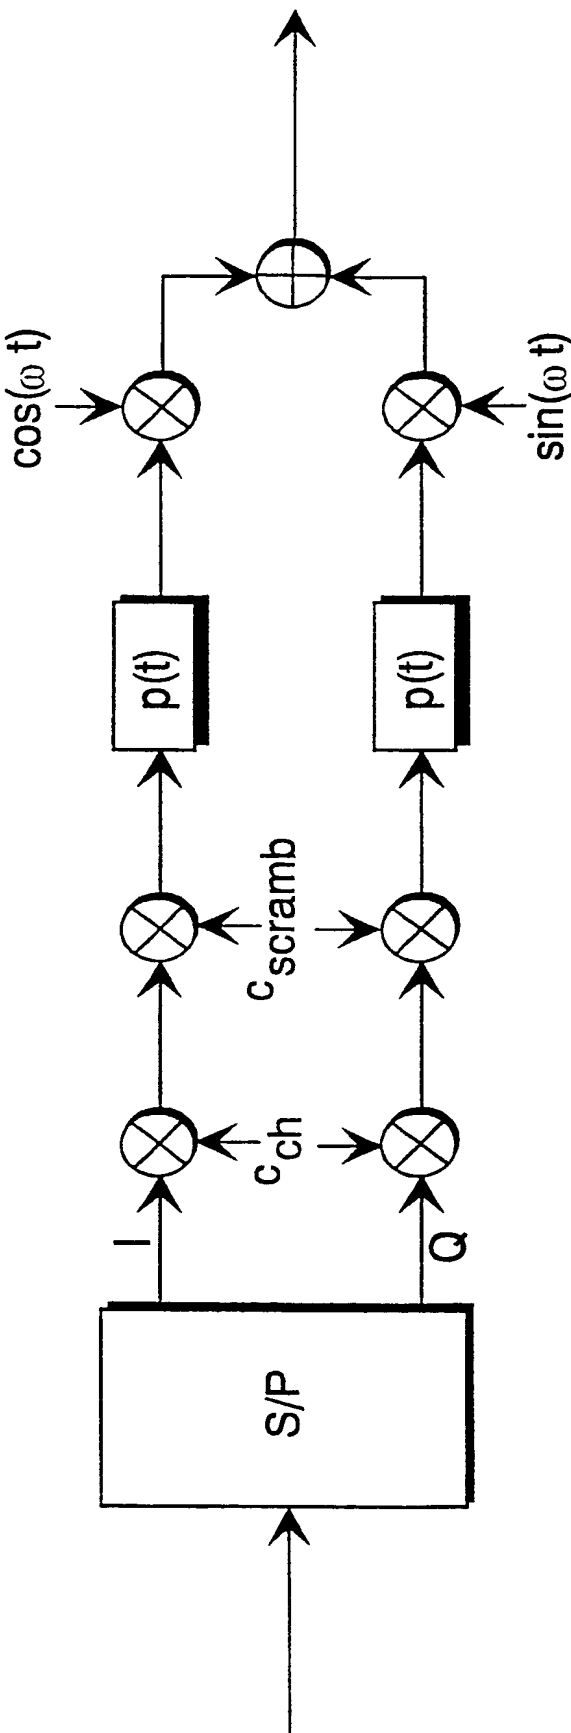 S/P
I
Q
c_ch
c_scramb
p(t)
p(t)
cos(ω t)
sin(ω t)